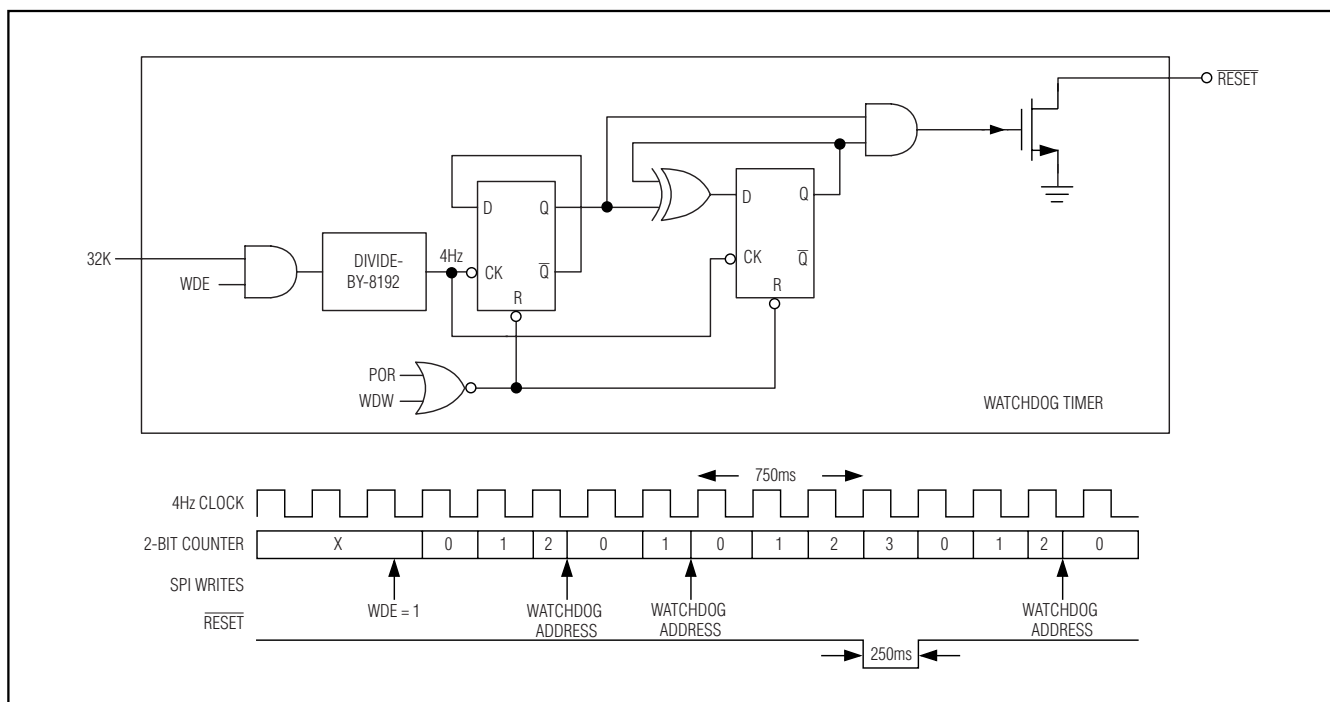 RESET
32K
WDE
DIVIDE-
BY-8192
4Hz
D Q
CK Q
R
D Q
CK Q
R
POR
WDW
WATCHDOG TIMER
750ms
4Hz CLOCK
2-BIT COUNTER X 0 1 2 0 1 0 1 2 3 0 1 2 0
SPI WRITES
WDE = 1
WATCHDOG
ADDRESS
WATCHDOG
ADDRESS
WATCHDOG
ADDRESS
RESET
250ms